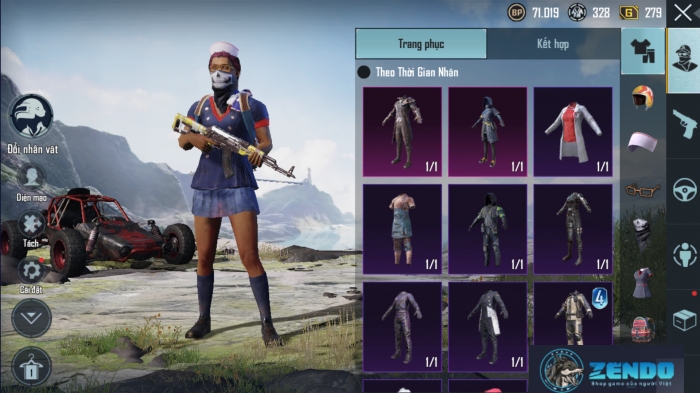 BP 71.019 328 G 279
Trang phục Kết hợp
Theo Thời Gian Nhận
Đổi nhân vật
Diện mạo
Tách
Cài đặt
1/1 1/1 1/1
1/1 1/1 1/1
4
1/1 1/1 1/1
ZENDO
Shop game của người Việt